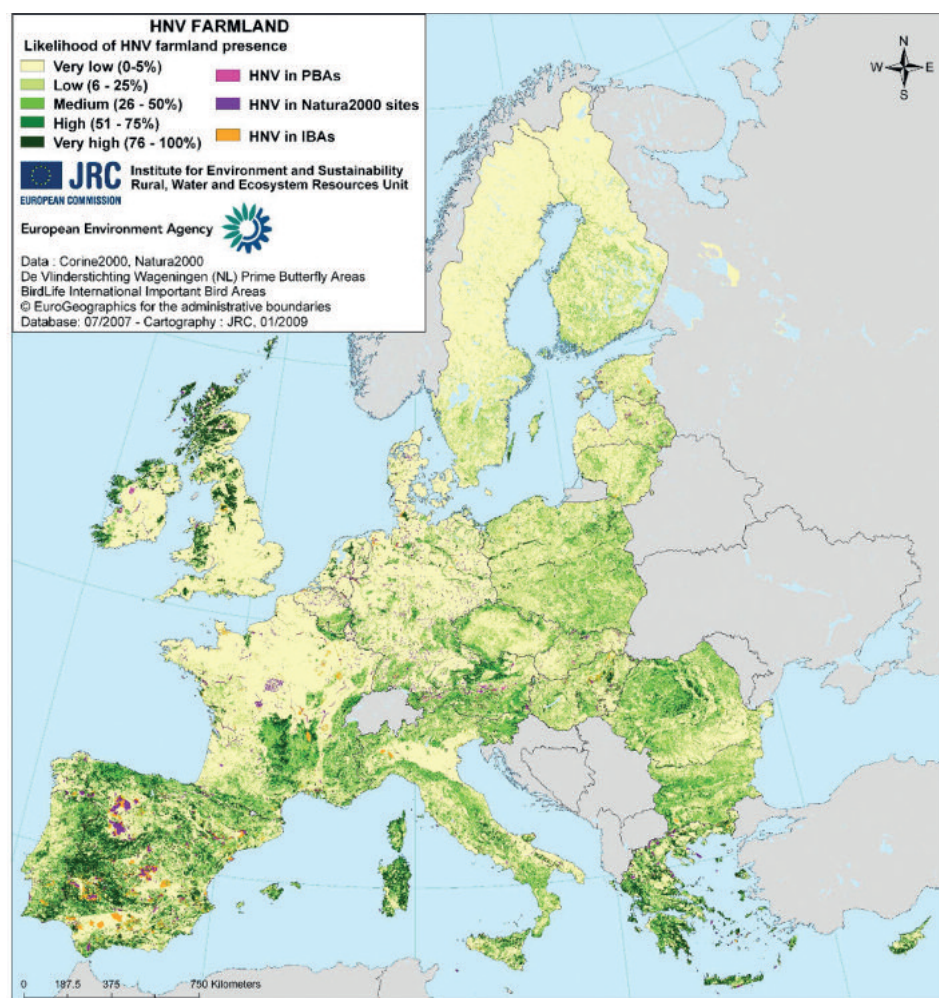 HNV FARMLAND
Likelihood of HNV farmland presence
Very low (0-5%)
Low (6 - 25%)
Medium (26 - 50%)
High (51 - 75%)
Very high (76 - 100%)
HNV in PBAs
HNV in Natura2000 sites
HNV in IBAs
JRC
EUROPEAN COMMISSION
Institute for Environment and Sustainability
Rural, Water and Ecosystem Resources Unit
European Environment Agency
Data : Corine2000, Natura2000
De Vlinderstichting Wageningen (NL) Prime Butterfly Areas
BirdLife International Important Bird Areas
© EuroGeographics for the administrative boundaries
Database: 07/2007 - Cartography : JRC, 01/2009
N
W E
S
0 187.5 375 750 Kilometers